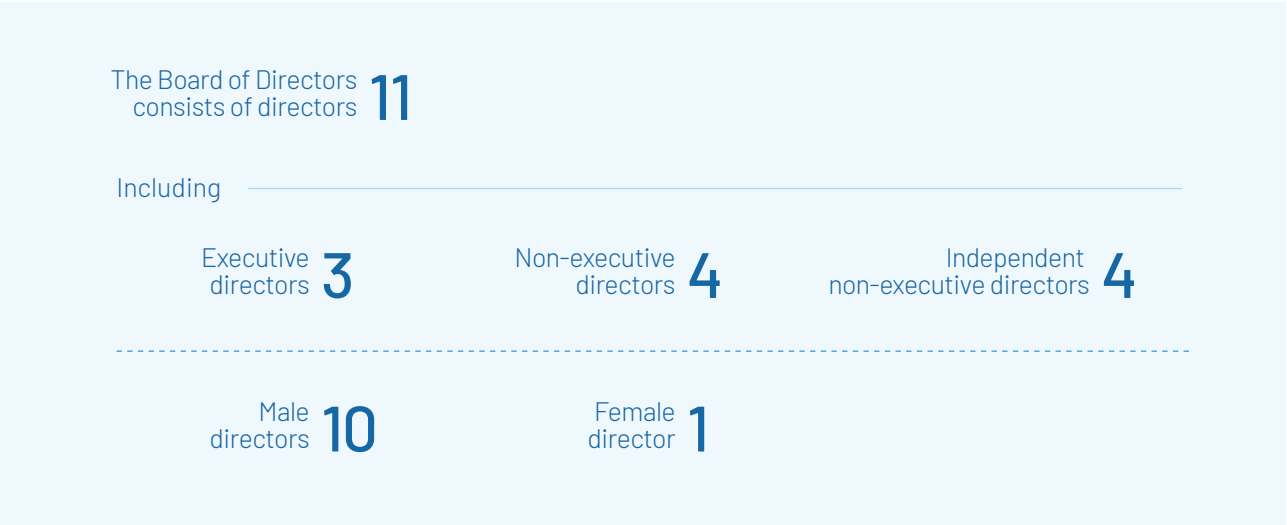 The Board of Directors
consists of directors 11
Including
Executive
directors 3
Non-executive
directors 4
Independent
non-executive directors 4
Male
directors 10
Female
director 1